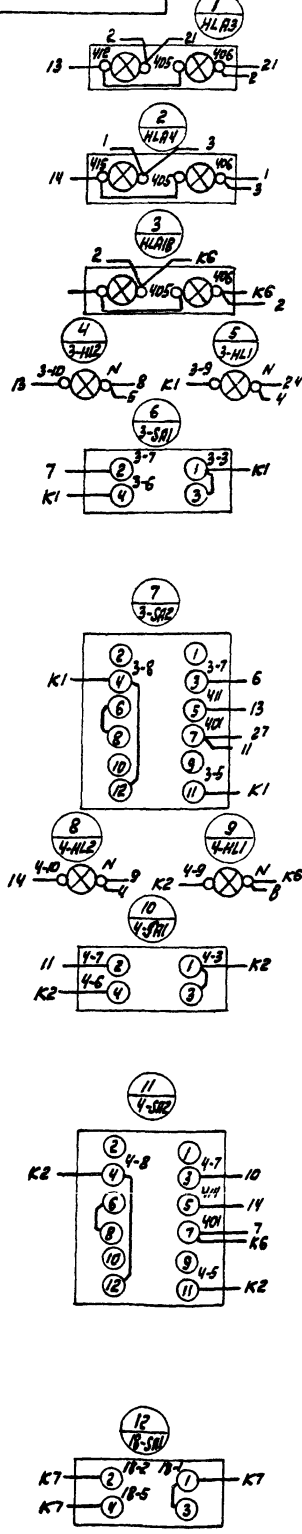 1
HLA3
2 21
13 412 405 406 21
2
2
HLA4
1 3
14 415 405 406 1
3
3
HLA18
2 K6
405 406 K6
2
4
3-HL2
5
3-HL1
13 3-10 N 8
5
K1 3-9 N 24
4
6
3-SA1
7 2 3-7 1 3-3 K1
K1 4 3-6 3
7
3-SA2
2 1
K1 4 3-8 3 3-7 6
6 5 411 13
8 7 401 27
11
10 9
12 11 3-5 K1
8
4-HL2
9
4-HL1
14 4-10 N 9
4
K2 4-9 N K6
8
10
4-SA1
11 4-7 2 1 4-3 K2
K2 4-6 4 3
11
4-SA2
2 1
K2 4 4-8 3 4-7 10
6 5 414 14
8 7 401 7
K6
10 9
12 11 4-5 K2
12
18-SA1
K7 2 18-2 18-1 1 K7
K7 4 18-5 3